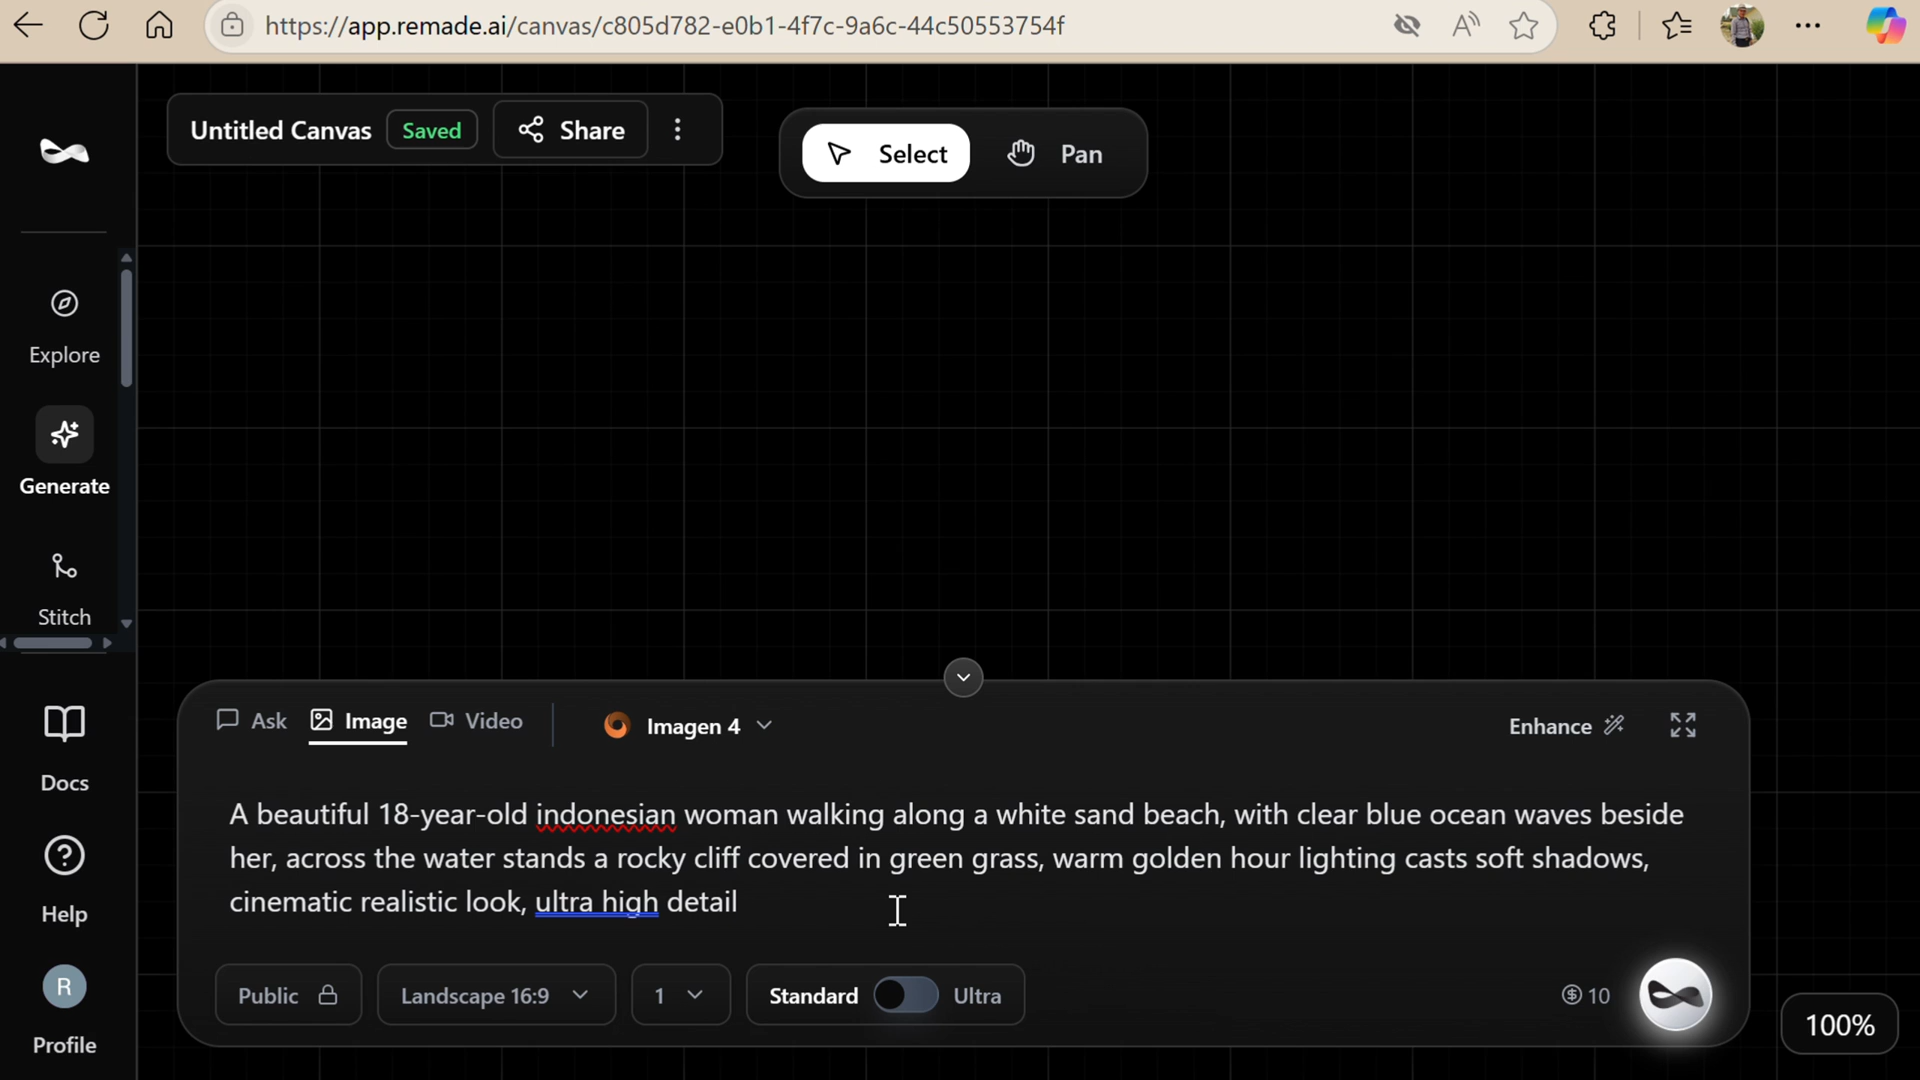 https://app.remade.ai/canvas/c805d782-e0b1-4f7c-9a6c-44c50553754f
Untitled Canvas Saved Share
Select Pan
Explore
Generate
Stitch
Docs
Help
R
Profile
Ask Image Video Imagen 4 Enhance
A beautiful 18-year-old indonesian woman walking along a white sand beach, with clear blue ocean waves beside
her, across the water stands a rocky cliff covered in green grass, warm golden hour lighting casts soft shadows,
cinematic realistic look, ultra high detail
Public Landscape 16:9 1 Standard Ultra 10
100%